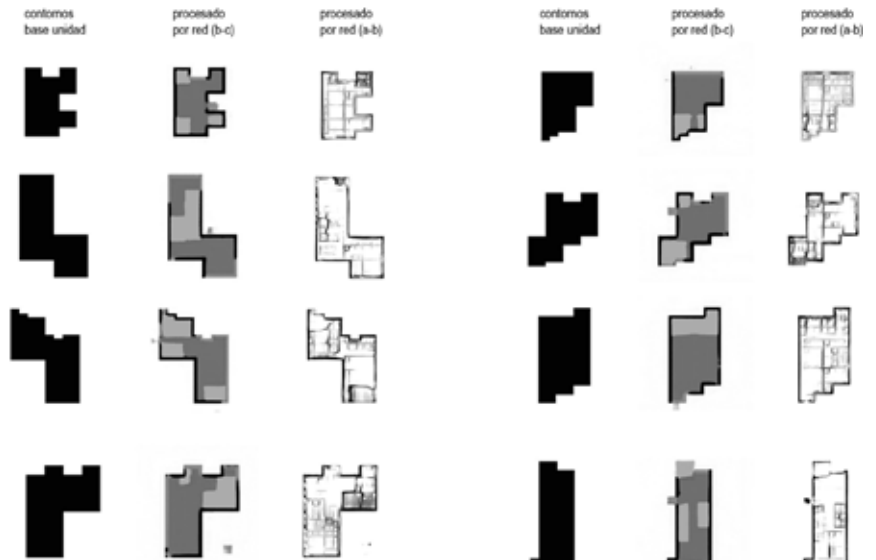 contornos
base unidad
procesado
por red (b-c)
procesado
por red (a-b)
contornos
base unidad
procesado
por red (b-c)
procesado
por red (a-b)